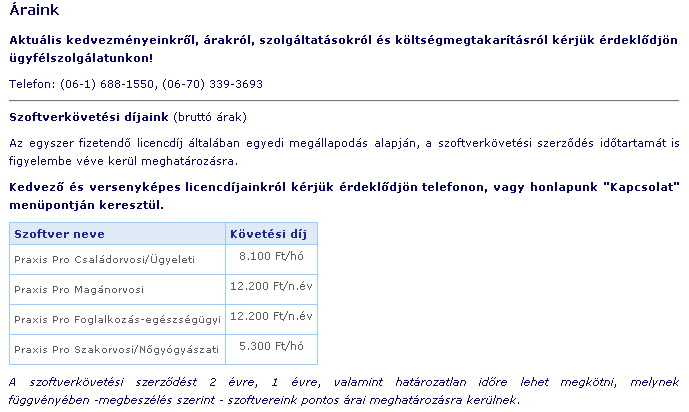 Áraink
Aktuális kedvezményeinkről, árakról, szolgáltatásokról és költségmegtakarításról kérjük érdeklődjön
ügyfélszolgálatunkon!
Telefon: (06-1) 688-1550, (06-70) 339-3693
Szoftverkövetési díjaink (bruttó árak)
Az egyszer fizetendő licencdíj általában egyedi megállapodás alapján, a szoftverkövetési szerződés időtartamát is
figyelembe véve kerül meghatározásra.
Kedvező és versenyképes licencdíjainkról kérjük érdeklődjön telefonon, vagy honlapunk "Kapcsolat"
menüpontján keresztül.
Szoftver neve Követési díj
Praxis Pro Családorvosi/Ügyeleti 8.100 Ft/hó
Praxis Pro Magánorvosi 12.200 Ft/n.év
Praxis Pro Foglalkozás-egészségügyi 12.200 Ft/n.év
Praxis Pro Szakorvosi/Nőgyógyászati 5.300 Ft/hó
A szoftverkövetési szerződést 2 évre, 1 évre, valamint határozatlan időre lehet megkötni, melynek
függvényében -megbeszélés szerint - szoftvereink pontos árai meghatározásra kerülnek.